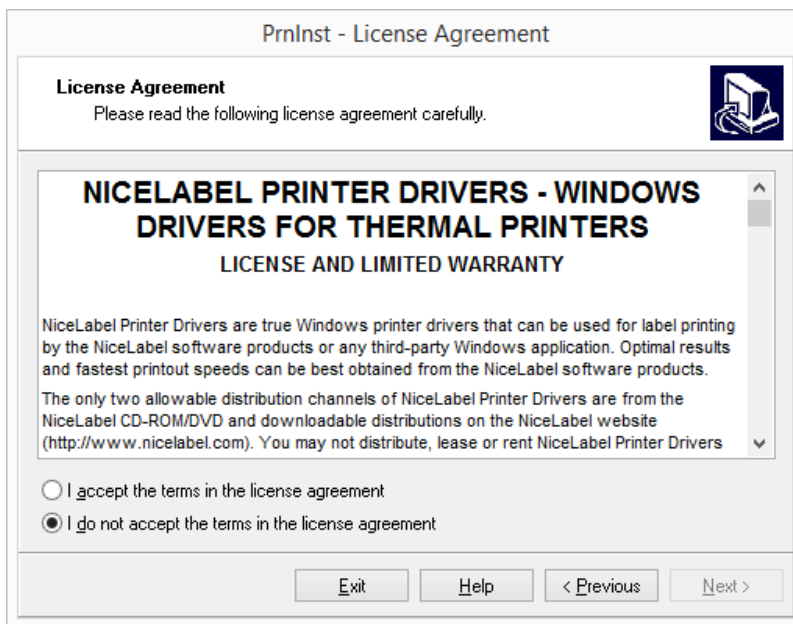 PrnInst - License Agreement
License Agreement
Please read the following license agreement carefully.
NICELABEL PRINTER DRIVERS - WINDOWS
DRIVERS FOR THERMAL PRINTERS
LICENSE AND LIMITED WARRANTY
NiceLabel Printer Drivers are true Windows printer drivers that can be used for label printing
by the NiceLabel software products or any third-party Windows application. Optimal results
and fastest printout speeds can be best obtained from the NiceLabel software products.
The only two allowable distribution channels of NiceLabel Printer Drivers are from the
NiceLabel CD-ROM/DVD and downloadable distributions on the NiceLabel website
(http://www.nicelabel.com). You may not distribute, lease or rent NiceLabel Printer Drivers
I accept the terms in the license agreement
I do not accept the terms in the license agreement
Exit Help < Previous Next >